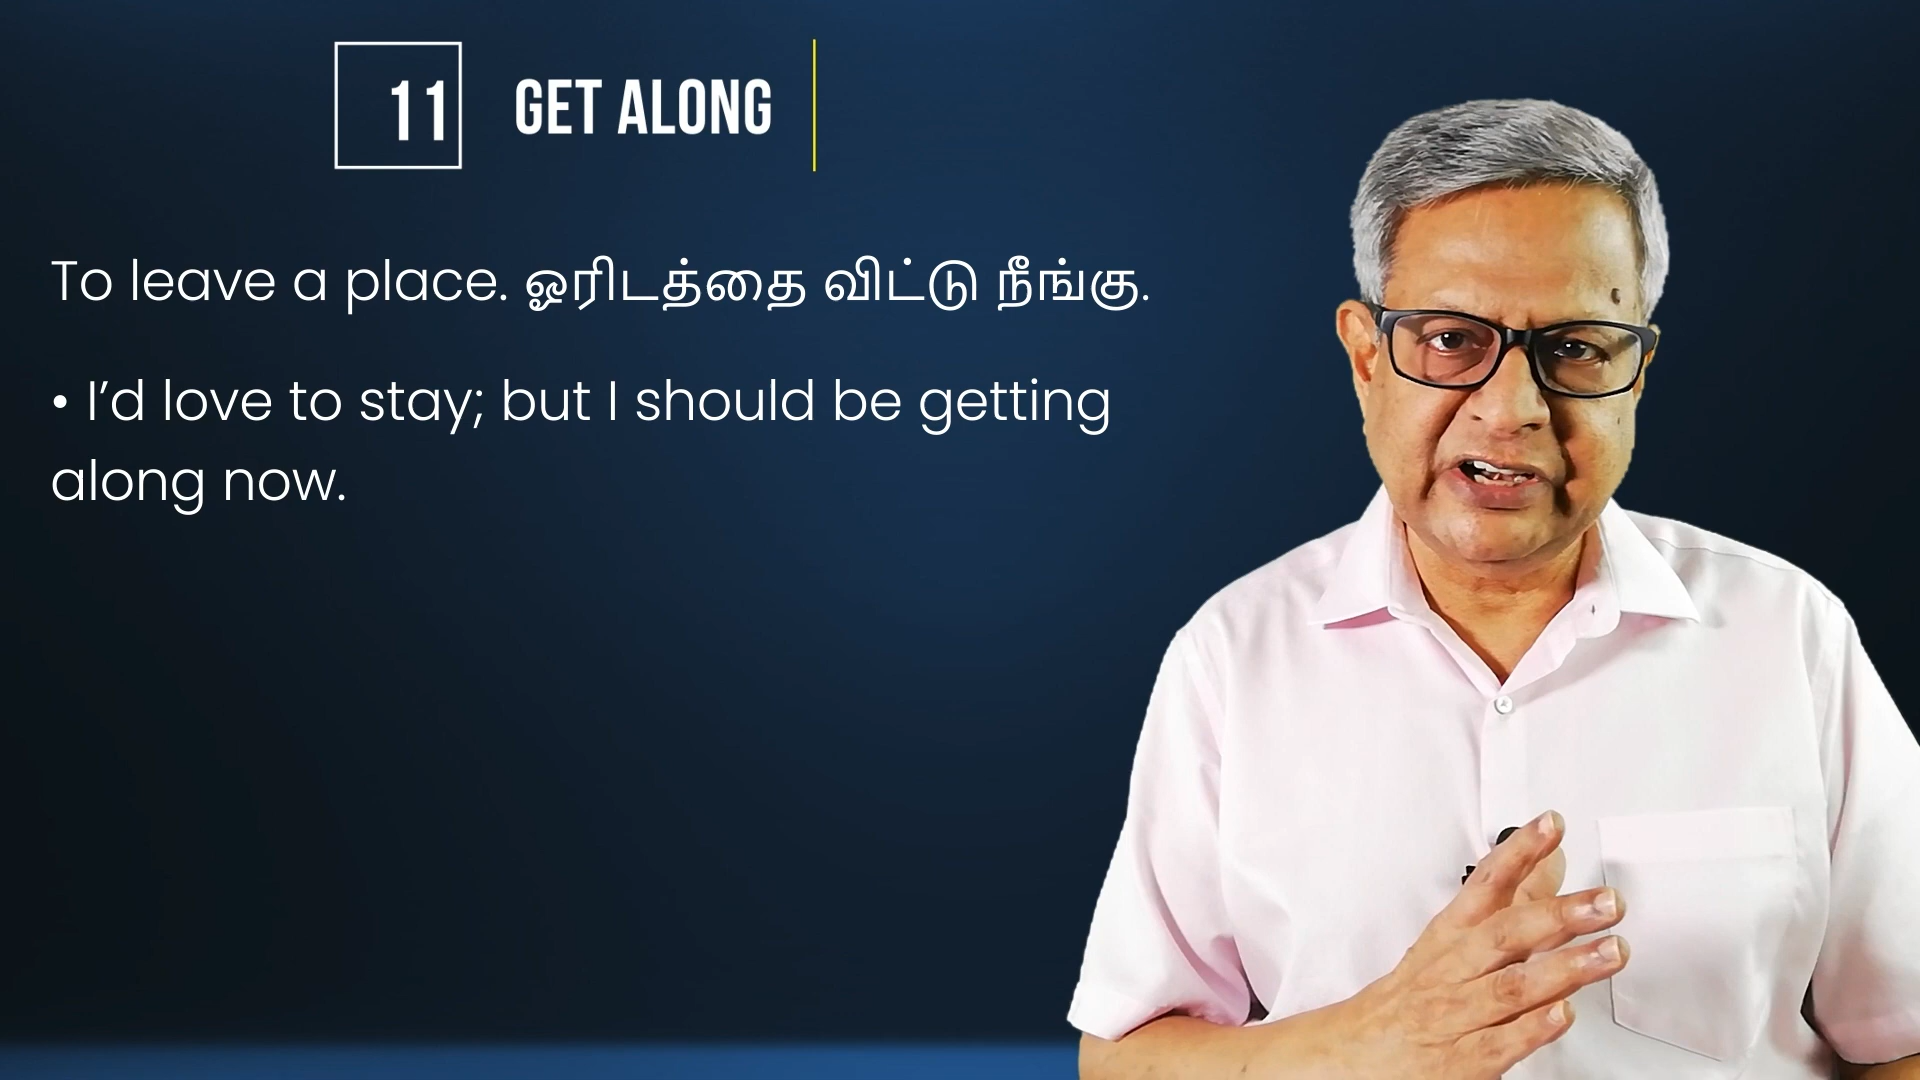 11 GET ALONG
To leave a place. ஓரிடத்தை விட்டு நீங்கு.
• I’d love to stay; but I should be getting
along now.